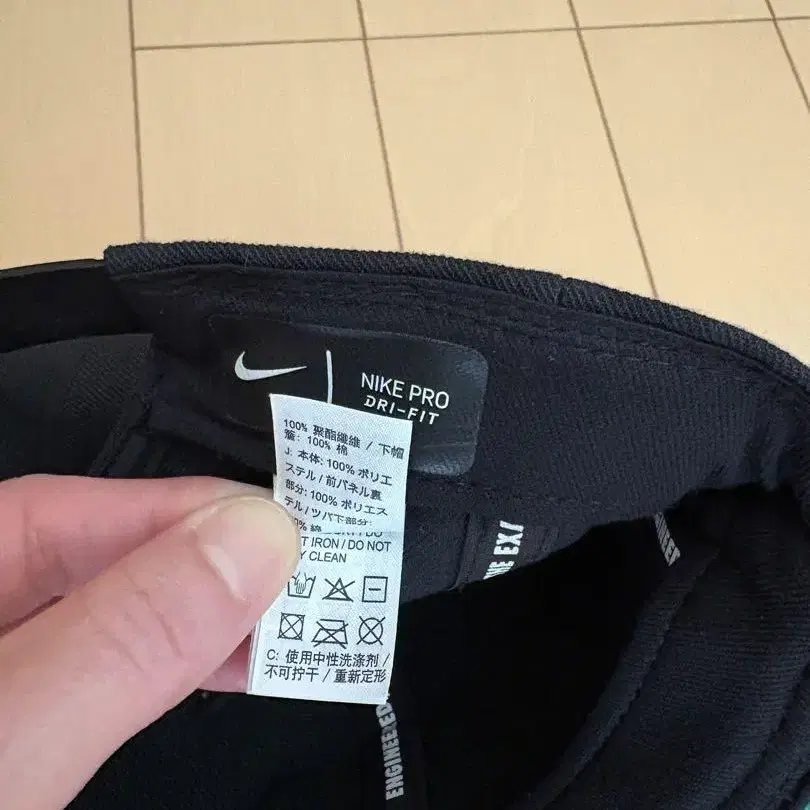 NIKE PRO
DRI-FIT
100% 聚酯纖維 / 下帽
簷: 100% 棉
J: 本体: 100% ポリエ
ステル / 前パネル裏
部分: 100% ポリエス
テル / ツバ下部分:
% 綿
IRON / DO NOT
CLEAN
C: 使用中性洗涤剂 /
不可拧干 / 重新定形
EX/